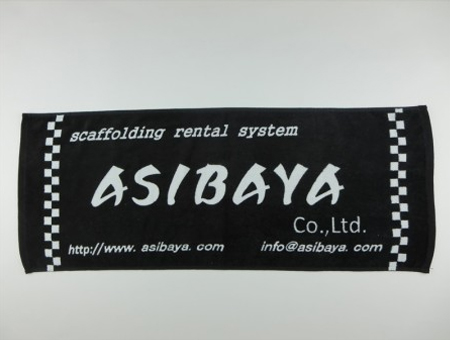 scaffolding rental system
ASIBAYA
Co.,Ltd.
http://www. asibaya. com info@asibaya. com